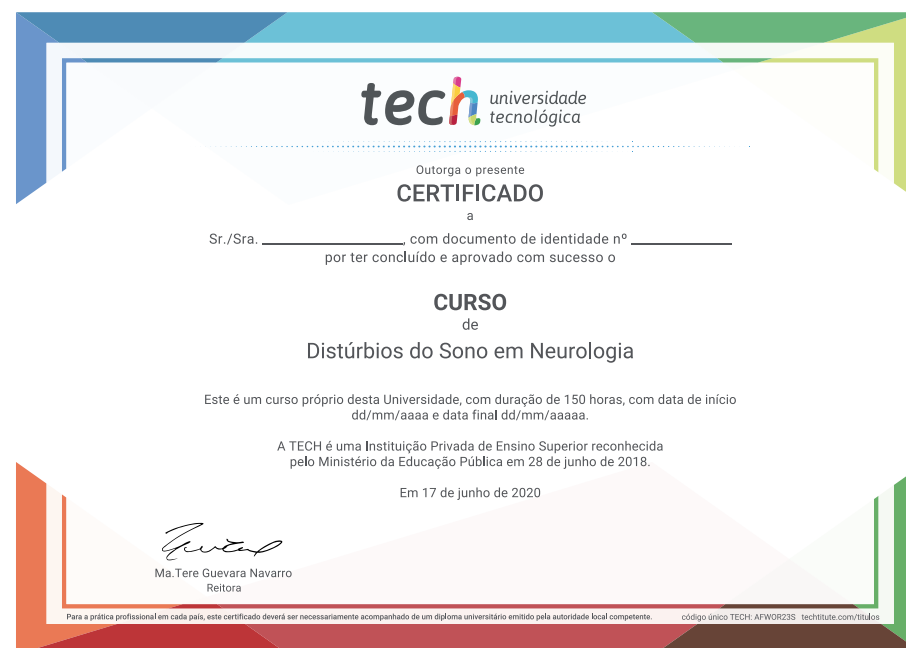 tech universidade
tecnológica
Outorga o presente
CERTIFICADO
a
Sr./Sra. ________________, com documento de identidade nº ____________
por ter concluído e aprovado com sucesso o
CURSO
de
Distúrbios do Sono em Neurologia
Este é um curso próprio desta Universidade, com duração de 150 horas, com data de início
dd/mm/aaaa e data final dd/mm/aaaaa.
A TECH é uma Instituição Privada de Ensino Superior reconhecida
pelo Ministério da Educação Pública em 28 de junho de 2018.
Em 17 de junho de 2020
Ma.Tere Guevara Navarro
Reitora
Para a prática profissional em cada país, este certificado deverá ser necessariamente acompanhado de um diploma universitário emitido pela autoridade local competente. código único TECH: AFWOR23S techtitute.com/titulos